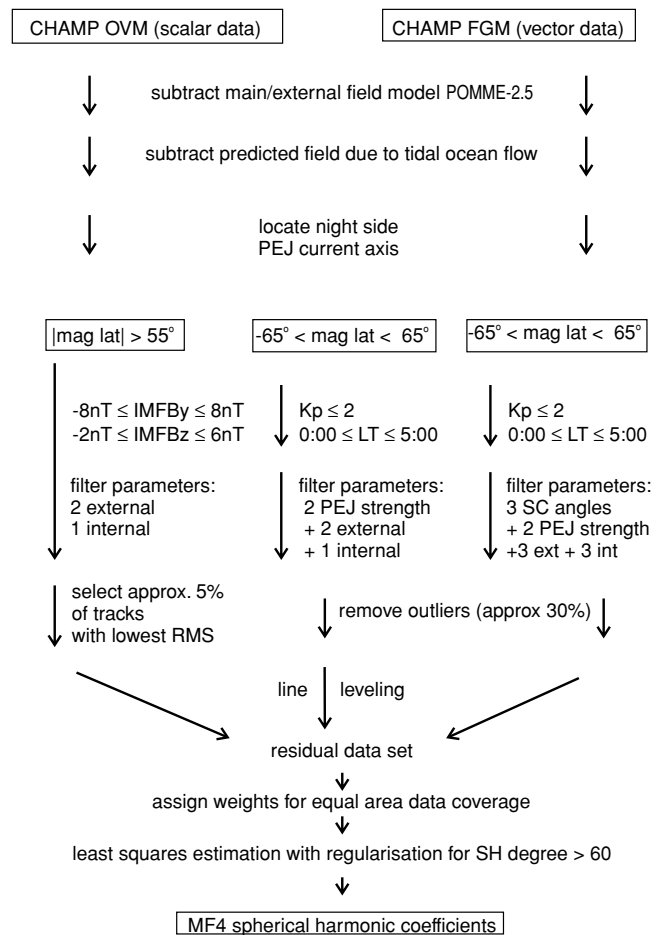 CHAMP OVM (scalar data)
CHAMP FGM (vector data)
subtract main/external field model POMME-2.5
subtract predicted field due to tidal ocean flow
locate night side
PEJ current axis
|mag lat| > 55°
-65° < mag lat < 65°
-65° < mag lat < 65°
-8nT ≤ IMFBy ≤ 8nT
-2nT ≤ IMFBz ≤ 6nT
Kp ≤ 2
0:00 ≤ LT ≤ 5:00
Kp ≤ 2
0:00 ≤ LT ≤ 5:00
filter parameters:
2 external
1 internal
filter parameters:
2 PEJ strength
+ 2 external
+ 1 internal
filter parameters:
3 SC angles
+ 2 PEJ strength
+3 ext + 3 int
select approx. 5%
of tracks
with lowest RMS
remove outliers (approx 30%)
line leveling
residual data set
assign weights for equal area data coverage
least squares estimation with regularisation for SH degree > 60
MF4 spherical harmonic coefficients